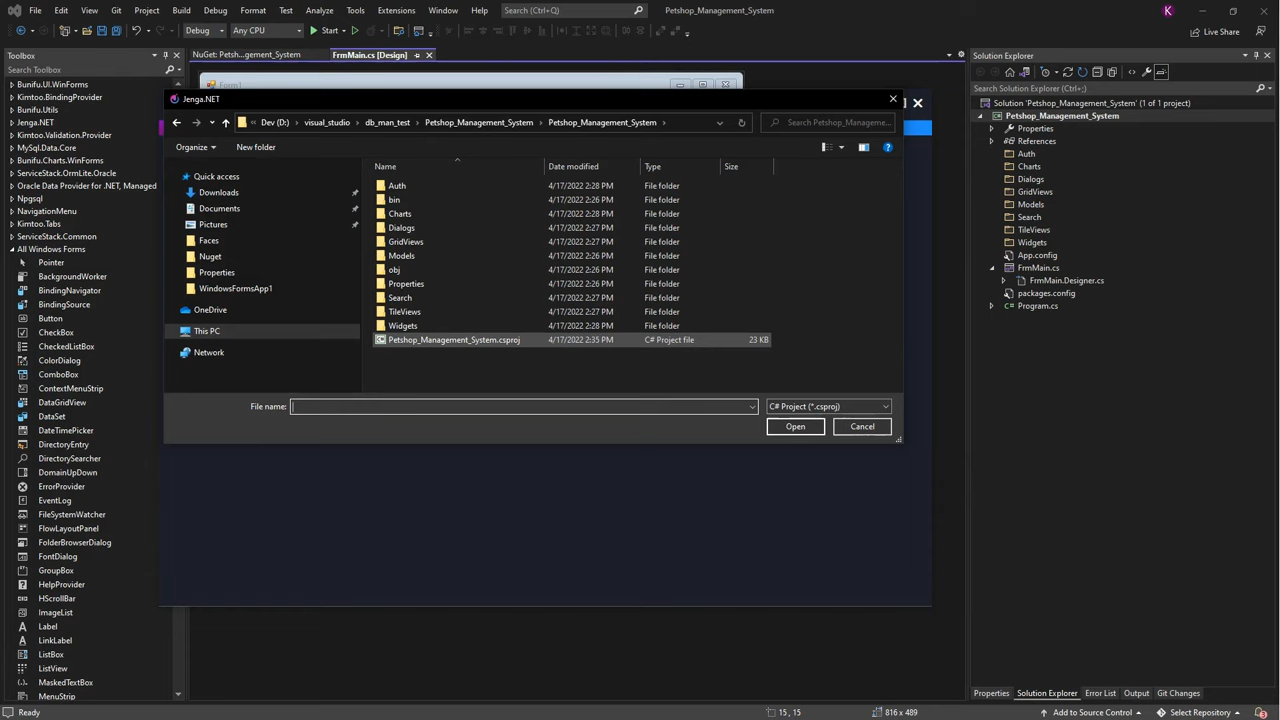 File Edit View Git Project Build Debug Format Test Analyze Tools Extensions Window Help Search (Ctrl+Q) Petshop_Management_System K
Debug Any CPU Start Live Share
Toolbox
Search Toolbox
Bunifu.UI.WinForms
Kimtoo.BindingProvider
Bunifu.Utils
Jenga.NET
Kimtoo.Validation.Provider
MySql.Data.Core
Bunifu.Charts.WinForms
ServiceStack.OrmLite.Oracle
Oracle Data Provider for .NET, Managed
Npgsql
NavigationMenu
Kimtoo.Tabs
ServiceStack.Common
All Windows Forms
Pointer
BackgroundWorker
BindingNavigator
BindingSource
Button
CheckBox
CheckedListBox
ColorDialog
ComboBox
ContextMenuStrip
DataGridView
DataSet
DateTimePicker
DirectoryEntry
DirectorySearcher
DomainUpDown
ErrorProvider
EventLog
FileSystemWatcher
FlowLayoutPanel
FolderBrowserDialog
FontDialog
GroupBox
HelpProvider
HScrollBar
ImageList
Label
LinkLabel
ListBox
ListView
MaskedTextBox
MenuStrip
NuGet: Petsh...gement_System FrmMain.cs [Design]
Form1
Jenga.NET
« Dev (D:) visual_studio db_man_test Petshop_Management_System Petshop_Management_System Search Petshop_Manageme...
Organize New folder
Quick access
Downloads
Documents
Pictures
Faces
Nuget
Properties
WindowsFormsApp1
OneDrive
This PC
Network
Name Date modified Type Size
Auth 4/17/2022 2:28 PM File folder
bin 4/17/2022 2:26 PM File folder
Charts 4/17/2022 2:28 PM File folder
Dialogs 4/17/2022 2:28 PM File folder
GridViews 4/17/2022 2:26 PM File folder
Models 4/17/2022 2:26 PM File folder
obj 4/17/2022 2:26 PM File folder
Properties 4/17/2022 2:26 PM File folder
Search 4/17/2022 2:27 PM File folder
TileViews 4/17/2022 2:27 PM File folder
Widgets 4/17/2022 2:28 PM File folder
Petshop_Management_System.csproj 4/17/2022 2:35 PM C# Project file 23 KB
File name: C# Project (*.csproj)
Open Cancel
Solution Explorer
Search Solution Explorer (Ctrl+;)
Solution 'Petshop_Management_System' (1 of 1 project)
Petshop_Management_System
Properties
References
Auth
Charts
Dialogs
GridViews
Models
Search
TileViews
Widgets
App.config
FrmMain.cs
FrmMain.Designer.cs
packages.config
Program.cs
Properties Solution Explorer Error List Output Git Changes
Ready 15, 15 816 x 489 Add to Source Control Select Repository 3